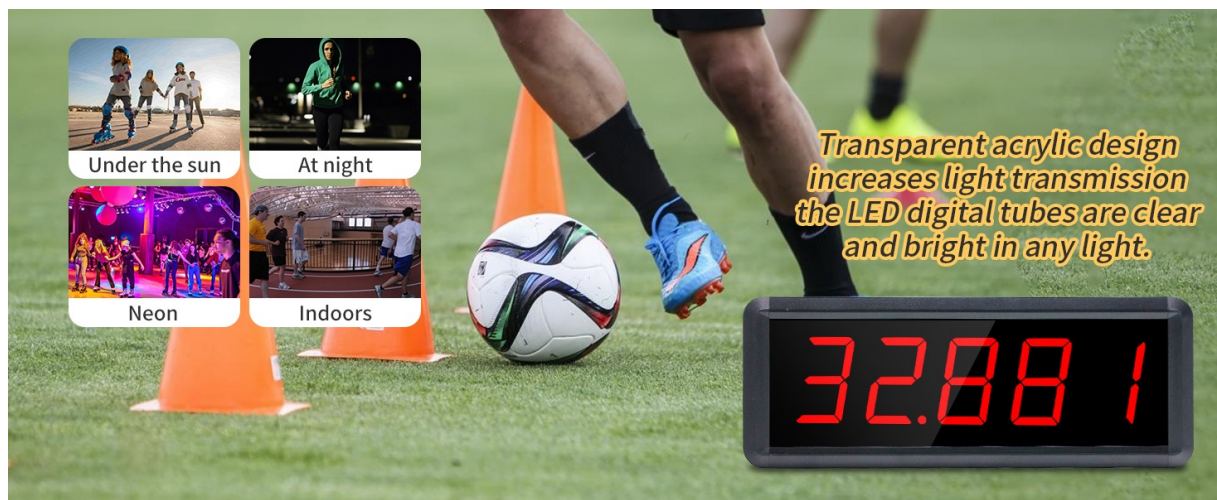 Under the sun
At night
Neon
Indoors
Transparent acrylic design
increases light transmission
the LED digital tubes are clear
and bright in any light.
32.881